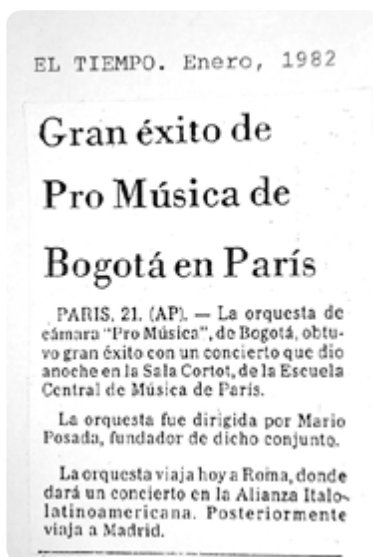 EL TIEMPO. Enero, 1982
Gran éxito de
Pro Música de
Bogotá en París
PARIS. 21. (AP). — La orquesta de
cámara "Pro Música", de Bogotá, obtu-
vo gran éxito con un concierto que dio
anoche en la Sala Cortot, de la Escuela
Central de Música de París.
La orquesta fue dirigida por Mario
Posada, fundador de dicho conjunto.
La orquesta viaja hoy a Roma, donde
dará un concierto en la Alianza Italo-
latinoamericana. Posteriormente
viaja a Madrid.